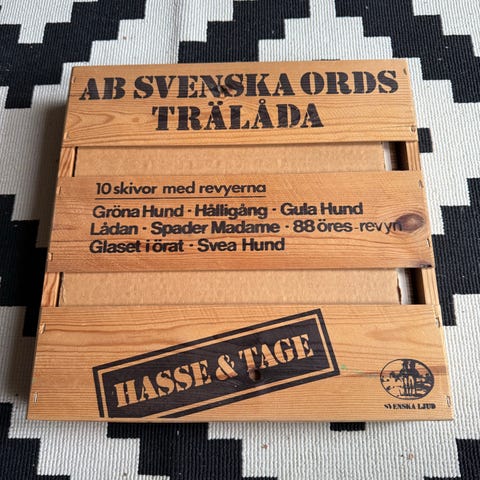 AB SVENSKA ORDS
TRÄLÅDA
10 skivor med revyerna
Gröna Hund · Hålligång · Gula Hund
Lådan · Spader Madame · 88 öres-revyn
Glaset i örat · Svea Hund
HASSE & TAGE
SVENSKA LJUD